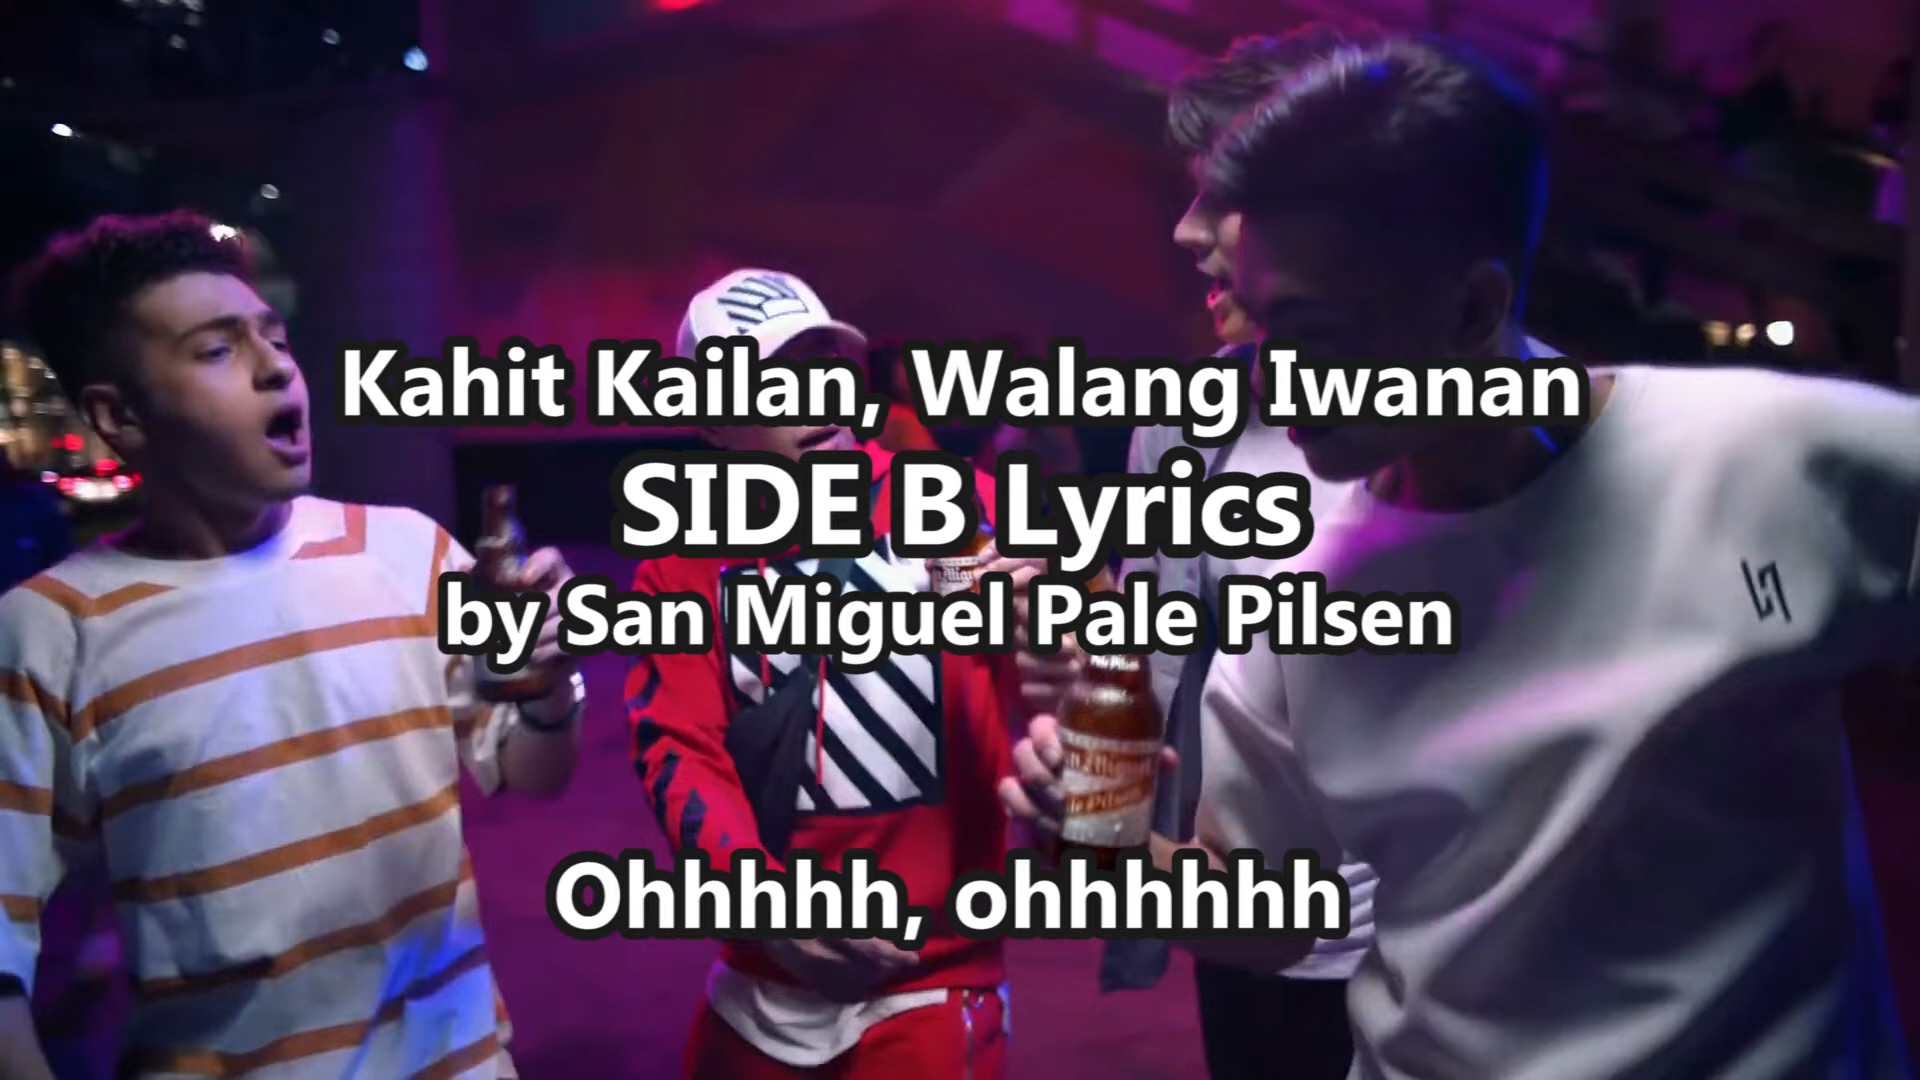 Kahit Kailan, Walang Iwanan
SIDE B Lyrics
by San Miguel Pale Pilsen
Ohhhhh, ohhhhhh